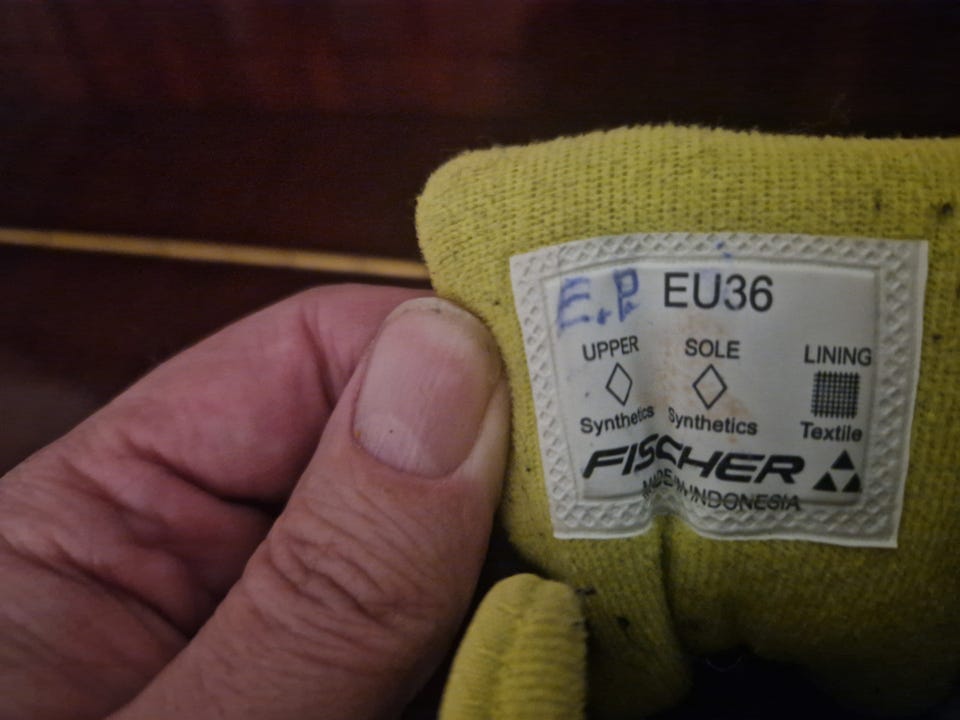 E.P EU36
UPPER SOLE LINING
Synthetics Synthetics Textile
FISCHER
MADE IN INDONESIA